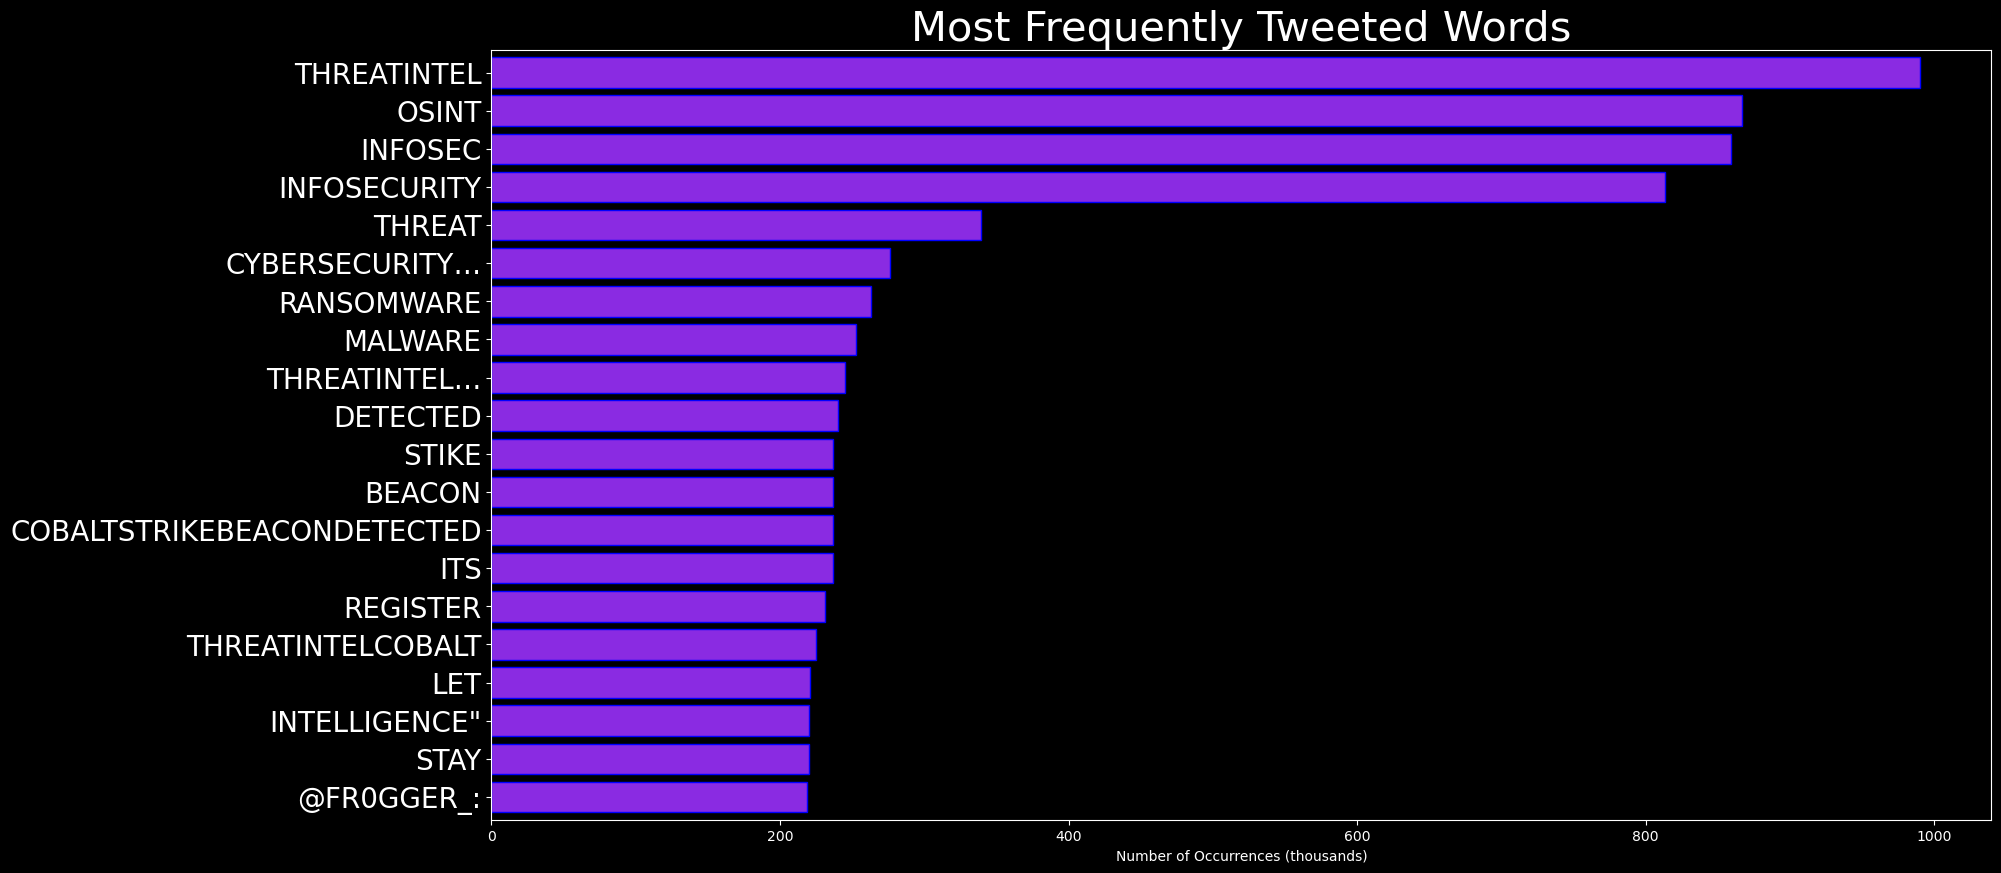 Most Frequently Tweeted Words
THREATINTEL
OSINT
INFOSEC
INFOSECURITY
THREAT
CYBERSECURITY…
RANSOMWARE
MALWARE
THREATINTEL…
DETECTED
STIKE
BEACON
COBALTSTRIKEBEACONDETECTED
ITS
REGISTER
THREATINTELCOBALT
LET
INTELLIGENCE"
STAY
@FR0GGER_:
0 200 400 600 800 1000
Number of Occurrences (thousands)